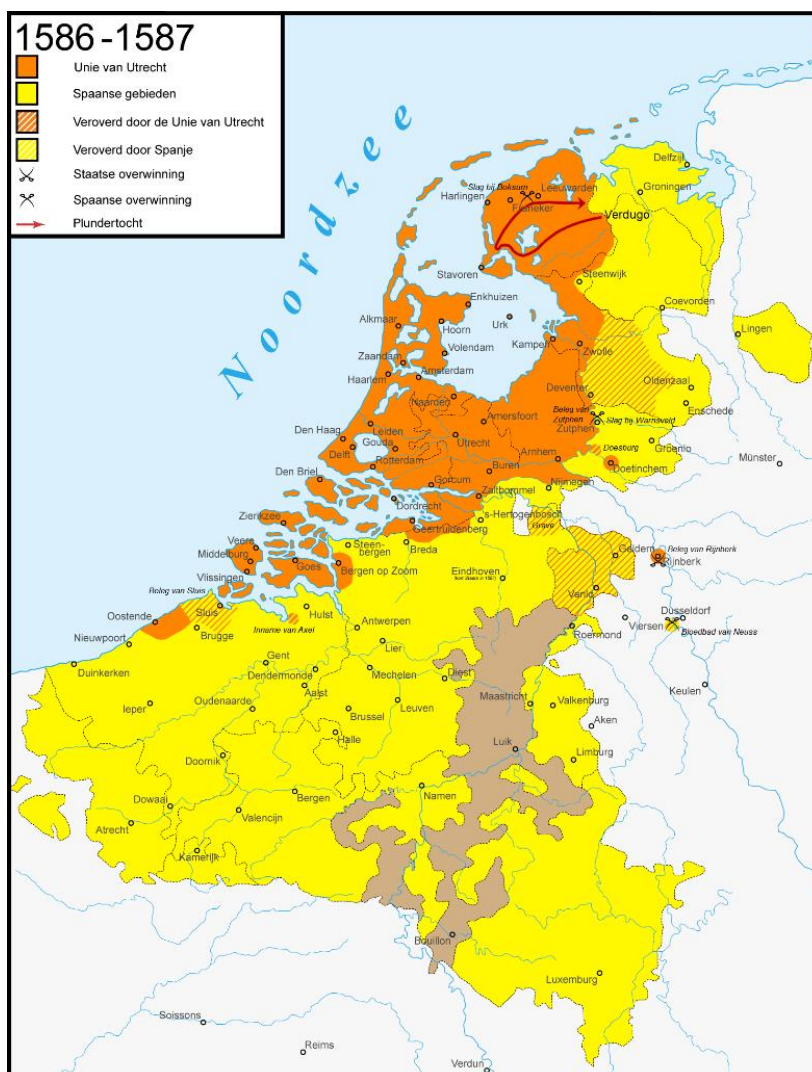 1586 -1587
Unie van Utrecht
Spaanse gebieden
Veroverd door de Unie van Utrecht
Veroverd door Spanje
Staatse overwinning
Spaanse overwinning
Plundertocht
Noordzee
Delfzijl
Slag bij Boksum
Leeuwarden
Groningen
Harlingen
Franeker
Verdugo
Stavoren
Steenwijk
Enkhuizen
Coevorden
Alkmaar
Hoorn
Urk
Lingen
Kampen
Zwolle
Volendam
Zaandam
Haarlem
Amsterdam
Oldenzaal
Deventer
Naarden
Enschede
Beleg van
Zutphen
Slag bij Warnsveld
Amersfoort
Zutphen
Leiden
Den Haag
Utrecht
Gouda
Doesburg
Groenlo
Delft
Arnhem
Rotterdam
Doetinchem
Münster
Buren
Den Briel
Gorcum
Nijmegen
Zaltbommel
Dordrecht
Zierikzee
's-Hertogenbosch
Geertruidenberg
Grave
Veere
Steen-
bergen
Breda
Geldern
Beleg van Rijnberk
Rijnberk
Middelburg
Goes
Bergen op Zoom
Eindhoven
Vlissingen
Venlo
Beleg van Sluis
Sluis
Hulst
Oostende
Antwerpen
Düsseldorf
Viersen
Bloedbad van Neuss
Brugge
Inname van Axel
Roermond
Nieuwpoort
Lier
Duinkerken
Gent
Mechelen
Dendermonde
Diest
Keulen
Aalst
Ieper
Oudenaarde
Brussel
Leuven
Maastricht
Valkenburg
Aken
Halle
Luik
Doornik
Limburg
Bergen
Namen
Dowaai
Valencijn
Atrecht
Kamerijk
Bouillon
Luxemburg
Soissons
Reims
Verdun